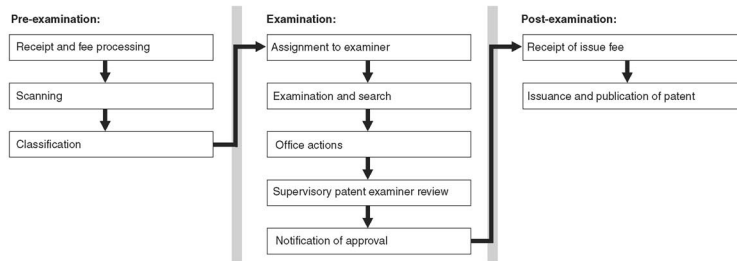 Pre-examination:
Receipt and fee processing
Scanning
Classification
Examination:
Assignment to examiner
Examination and search
Office actions
Supervisory patent examiner review
Notification of approval
Post-examination:
Receipt of issue fee
Issuance and publication of patent